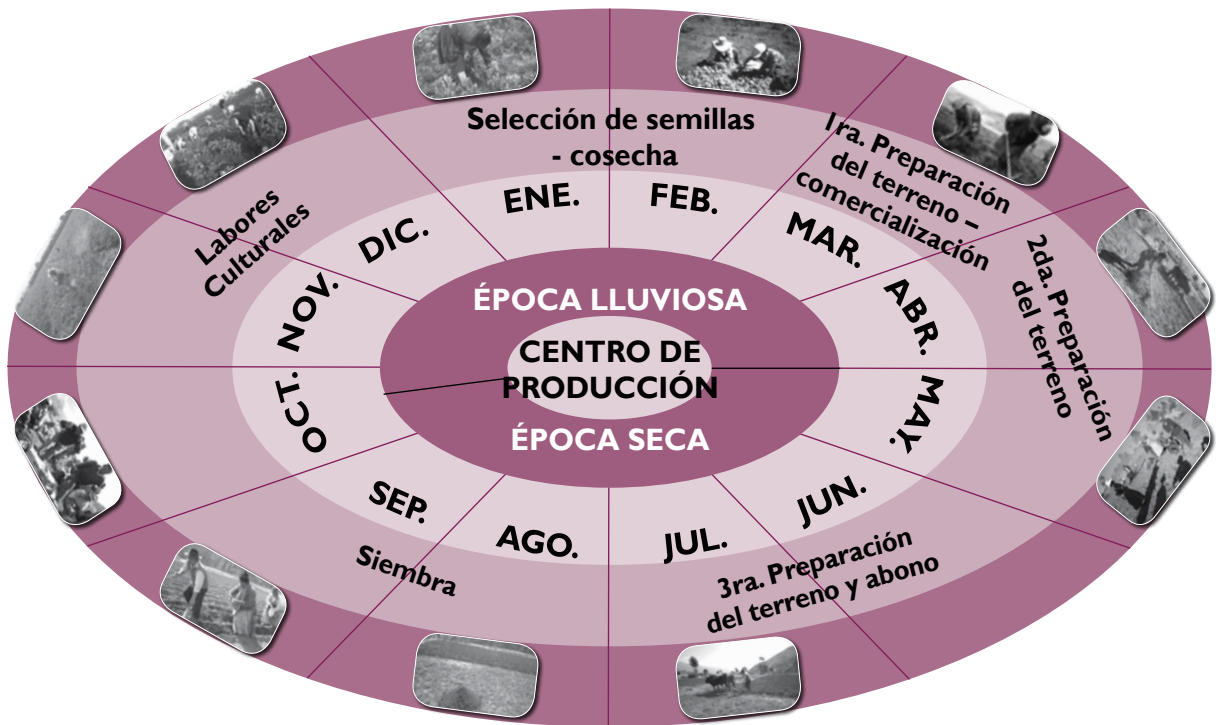 Selección de semillas
- cosecha
1ra. Preparación
del terreno –
comercialización
2da. Preparación
del terreno
3ra. Preparación
del terreno y abono
Siembra
Labores
Culturales
ENE.
FEB.
MAR.
ABR.
MAY.
JUN.
JUL.
AGO.
SEP.
OCT.
NOV.
DIC.
ÉPOCA LLUVIOSA
CENTRO DE
PRODUCCIÓN
ÉPOCA SECA